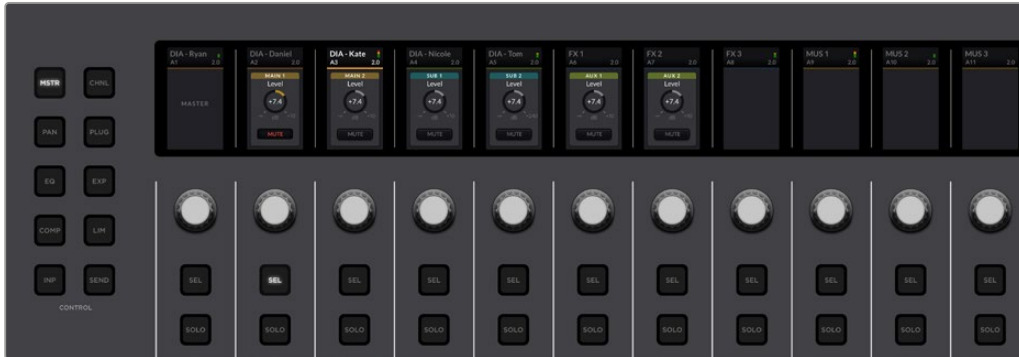 DIA - Ryan
A1 2.0
DIA - Daniel
A2 2.0
DIA - Kate
A3 2.0
DIA - Nicole
A4 2.0
DIA - Tom
A5 2.0
FX 1
A6 2.0
FX 2
A7 2.0
FX 3
A8 2.0
MUS 1
A9 2.0
MUS 2
A10 2.0
MUS 3
A11 2.0
MASTER
MAIN 1
Level
+7.4
dB
MUTE
MAIN 2
Level
+7.4
dB
MUTE
SUB 1
Level
+7.4
dB
MUTE
SUB 2
Level
+7.4
dB
MUTE
AUX 1
Level
+7.4
dB
MUTE
AUX 2
Level
+7.4
dB
MUTE
MSTR CHNL
PAN PLUG
EQ EXP
COMP LIM
INP SEND
CONTROL
SEL SEL SEL SEL SEL SEL SEL SEL SEL SEL SEL
SOLO SOLO SOLO SOLO SOLO SOLO SOLO SOLO SOLO SOLO SOLO